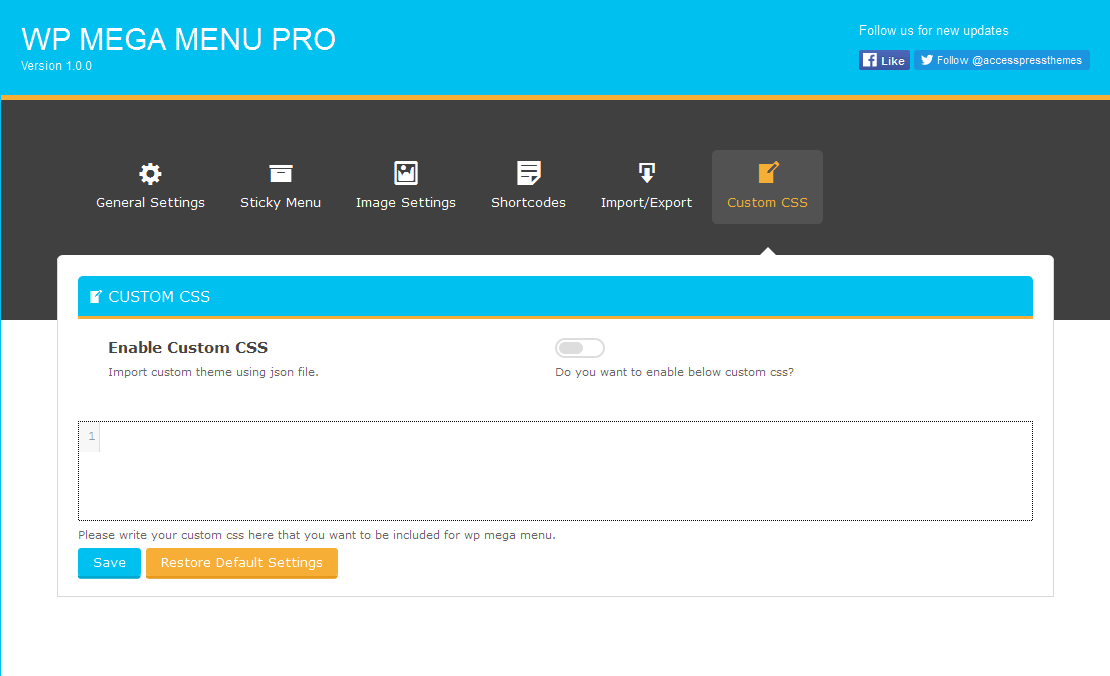 WP MEGA MENU PRO
Version 1.0.0
Follow us for new updates
Like
Follow @accesspressthemes
General Settings
Sticky Menu
Image Settings
Shortcodes
Import/Export
Custom CSS
CUSTOM CSS
Enable Custom CSS
Import custom theme using json file.
Do you want to enable below custom css?
1
Please write your custom css here that you want to be included for wp mega menu.
Save
Restore Default Settings